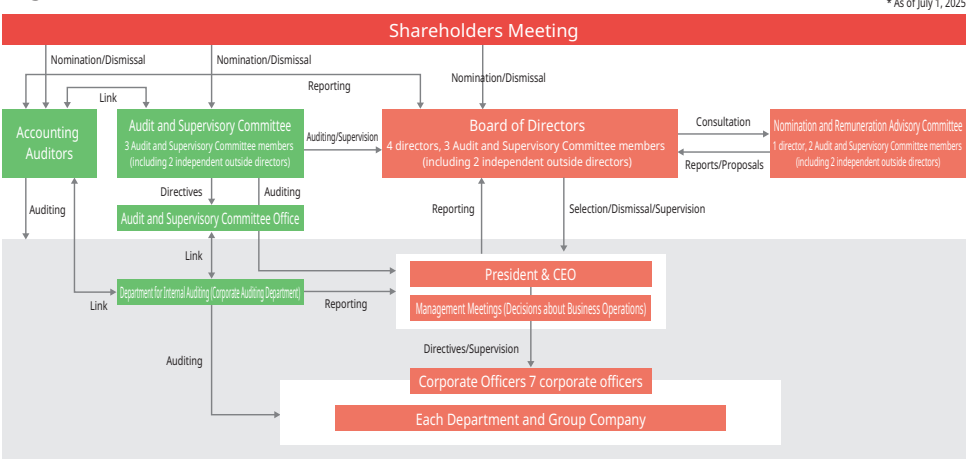 * As of July 1, 2025
Shareholders Meeting
Nomination/Dismissal
Nomination/Dismissal
Nomination/Dismissal
Reporting
Link
Accounting
Auditors
Audit and Supervisory Committee
3 Audit and Supervisory Committee members
(including 2 independent outside directors)
Auditing/Supervision
Board of Directors
4 directors, 3 Audit and Supervisory Committee members
(including 2 independent outside directors)
Consultation
Reports/Proposals
Nomination and Remuneration Advisory Committee
1 director, 2 Audit and Supervisory Committee members
(including 2 independent outside directors)
Auditing
Directives
Auditing
Reporting
Selection/Dismissal/Supervision
Audit and Supervisory Committee Office
Link
President & CEO
Department for Internal Auditing (Corporate Auditing Department)
Link
Reporting
Management Meetings (Decisions about Business Operations)
Directives/Supervision
Auditing
Corporate Officers 7 corporate officers
Each Department and Group Company